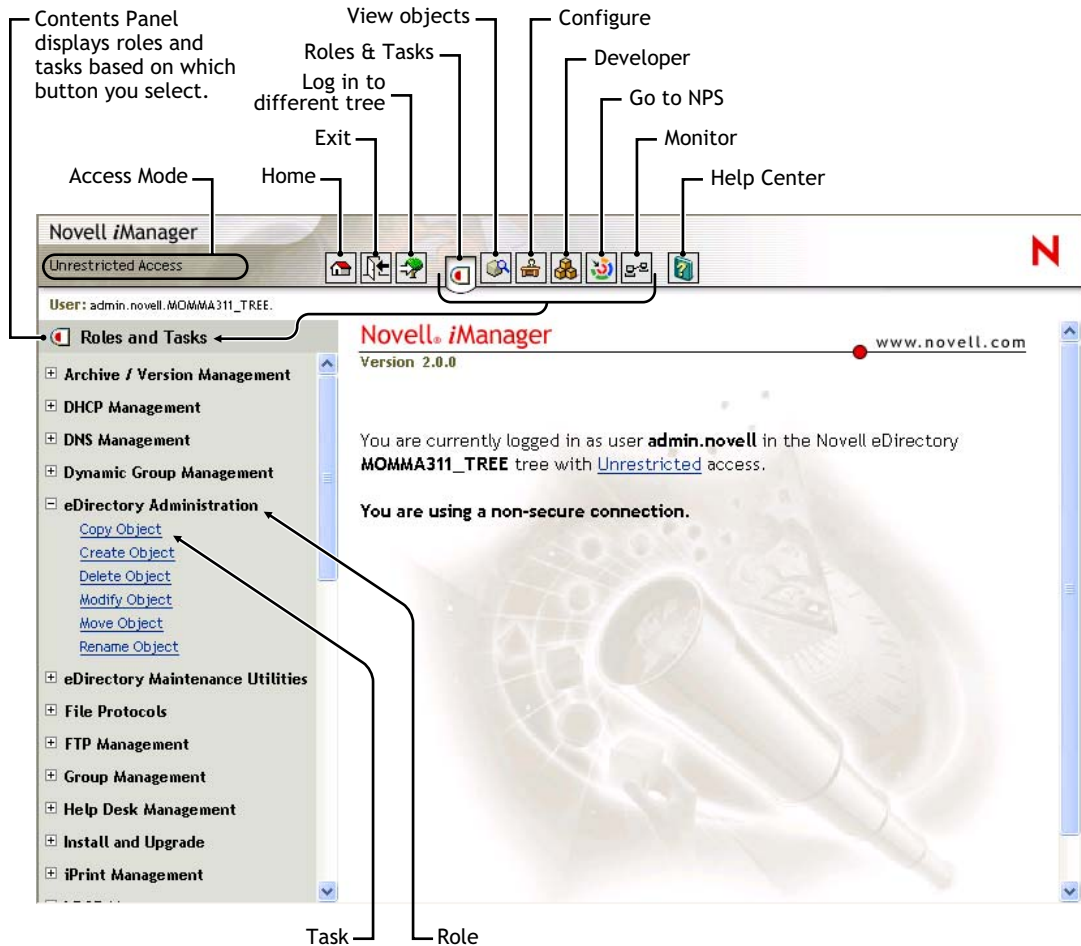 Contents Panel
displays roles and
tasks based on which
button you select.
View objects
Configure
Roles & Tasks
Developer
Log in to
different tree
Go to NPS
Exit
Monitor
Access Mode
Home
Help Center
Novell iManager
Unrestricted Access
N
User: admin.novell.MOMMA311_TREE.
Roles and Tasks
Archive / Version Management
DHCP Management
DNS Management
Dynamic Group Management
eDirectory Administration
Copy Object
Create Object
Delete Object
Modify Object
Move Object
Rename Object
eDirectory Maintenance Utilities
File Protocols
FTP Management
Group Management
Help Desk Management
Install and Upgrade
iPrint Management
Novell® iManager
www.novell.com
Version 2.0.0
You are currently logged in as user admin.novell in the Novell eDirectory
MOMMA311_TREE tree with Unrestricted access.
You are using a non-secure connection.
Task
Role